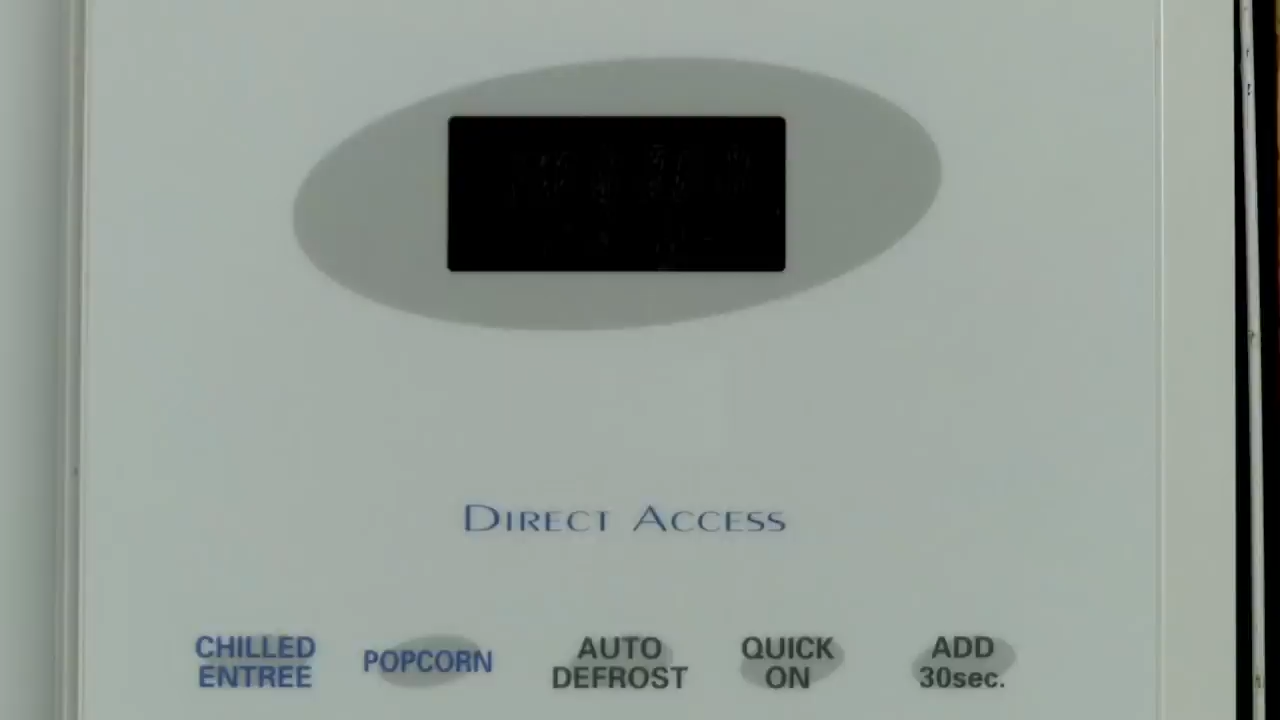 DIRECT ACCESS
CHILLED ENTREE
POPCORN
AUTO DEFROST
QUICK ON
ADD 30sec.